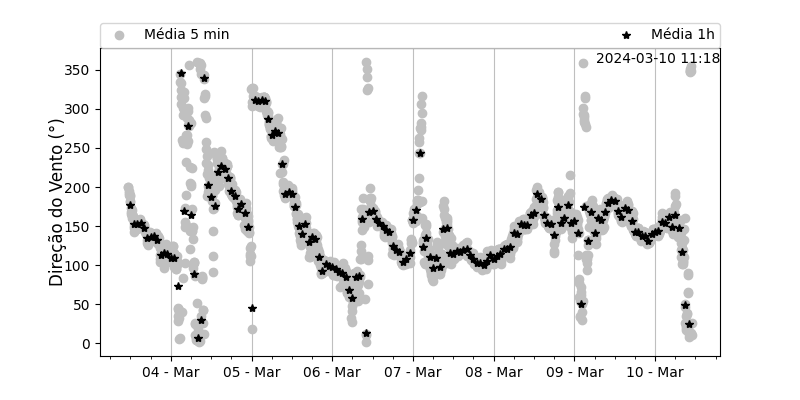 Média 5 min
Média 1h
2024-03-10 11:18
Direção do Vento (°)
350
300
250
200
150
100
50
0
04 - Mar
05 - Mar
06 - Mar
07 - Mar
08 - Mar
09 - Mar
10 - Mar